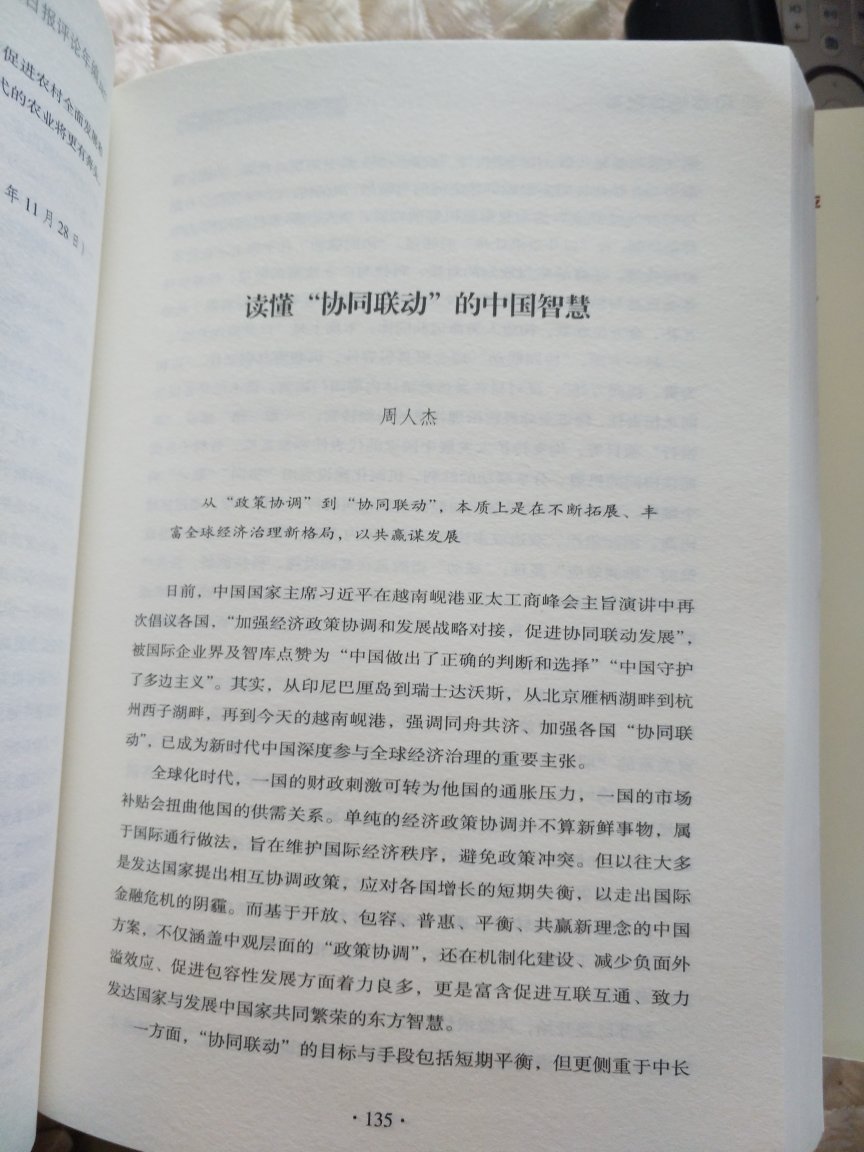 日报评论年
促进农村全面发展和
代的农业将更有奔头。
年11月28日）
读懂“协同联动”的中国智慧
周人杰
从“政策协调”到“协同联动”，本质上是在不断拓展、丰
富全球经济治理新格局，以共赢谋发展
日前，中国国家主席习近平在越南岘港亚太工商峰会主旨演讲中再
次倡议各国，“加强经济政策协调和发展战略对接，促进协同联动发展”，
被国际企业界及智库点赞为“中国做出了正确的判断和选择”“中国守护
了多边主义”。其实，从印尼巴厘岛到瑞士达沃斯，从北京雁栖湖畔到杭
州西子湖畔，再到今天的越南岘港，强调同舟共济、加强各国“协同联
动”，已成为新时代中国深度参与全球经济治理的重要主张。
全球化时代，一国的财政刺激可转为他国的通胀压力，一国的市场
补贴会扭曲他国的供需关系。单纯的经济政策协调并不算新鲜事物，属
于国际通行做法，旨在维护国际经济秩序，避免政策冲突。但以往大多
是发达国家提出相互协调政策，应对各国增长的短期失衡，以走出国际
金融危机的阴霾。而基于开放、包容、普惠、平衡、共赢新理念的中国
方案，不仅涵盖中观层面的“政策协调”，还在机制化建设、减少负面外
溢效应、促进包容性发展方面着力良多，更是富含促进互联互通、致力
发达国家与发展中国家共同繁荣的东方智慧。
一方面，“协同联动”的目标与手段包括短期平衡，但更侧重于中长
·135·